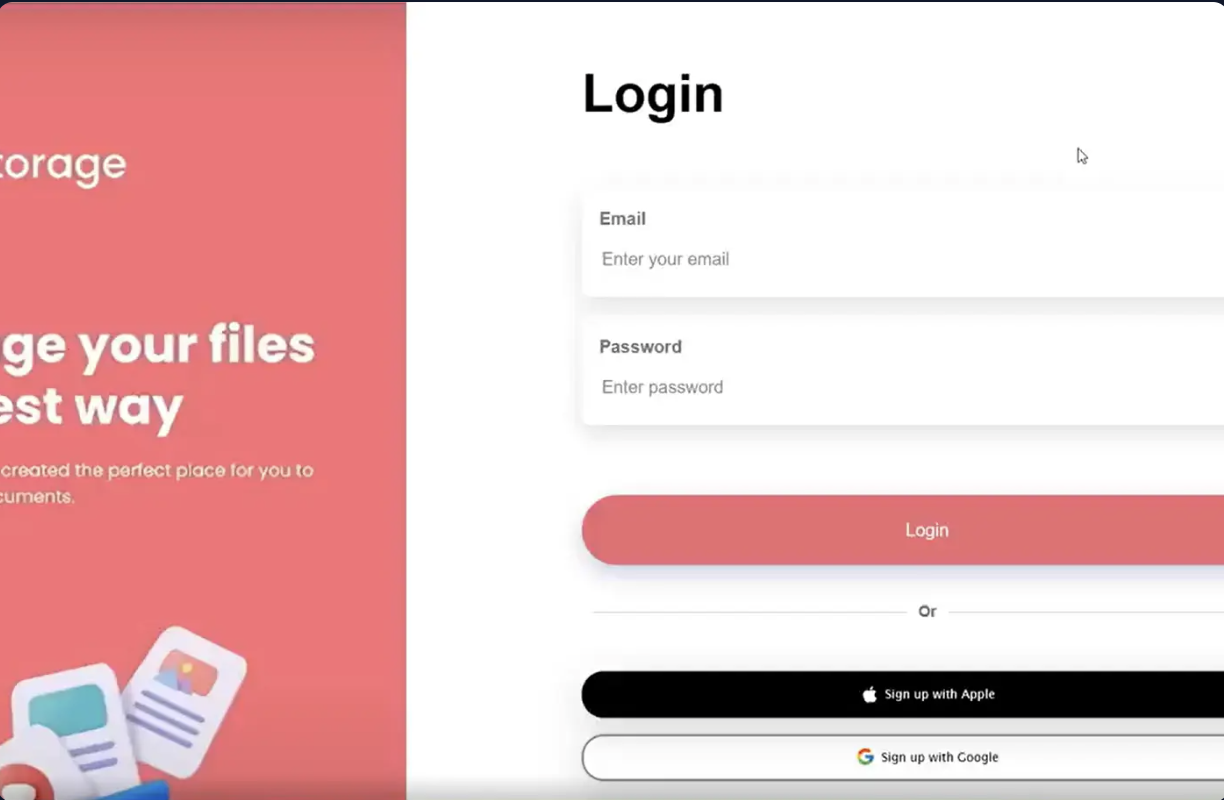 torage
ge your files
est way
created the perfect place for you to
cuments.
Login
Email
Enter your email
Password
Enter password
Login
Or
Sign up with Apple
Sign up with Google